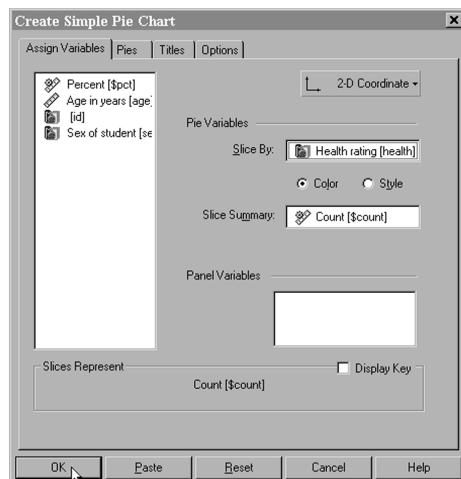 Create Simple Pie Chart
Assign Variables Pies Titles Options
Percent [$pct]
Age in years [age]
[id]
Sex of student [se
2-D Coordinate
Pie Variables
Slice By:
Health rating [health]
Color Style
Slice Summary:
Count [$count]
Panel Variables
Slices Represent
Display Key
Count [$count]
OK Paste Reset Cancel Help